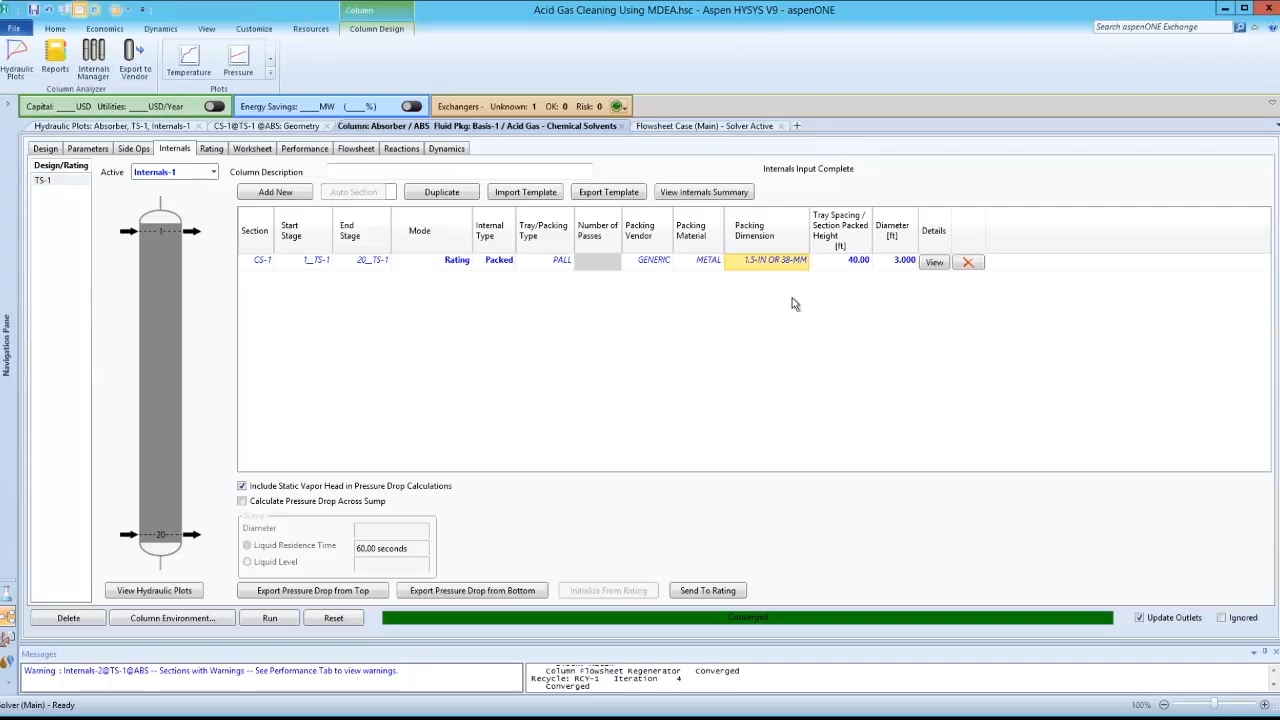 Column
Acid Gas Cleaning Using MDEA.hsc - Aspen HYSYS V9 - aspenONE
File Home Economics Dynamics View Customize Resources Column Design
Search aspenONE Exchange
Hydraulic Plots
Reports
Internals Manager
Export to Vendor
Temperature
Pressure
Column Analyzer
Plots
Capital: ____ USD Utilities: ____ USD/Year
Energy Savings: ____ MW (____%)
Exchangers - Unknown: 1 OK: 0 Risk: 0
Hydraulic Plots: Absorber, TS-1, Internals-1
CS-1@TS-1 @ABS: Geometry
Column: Absorber / ABS Fluid Pkg: Basis-1 / Acid Gas - Chemical Solvents
Flowsheet Case (Main) - Solver Active
Design Parameters Side Ops Internals Rating Worksheet Performance Flowsheet Reactions Dynamics
Design/Rating
TS-1
Active Internals-1
Column Description
Internals Input Complete
Add New
Auto Section
Duplicate
Import Template
Export Template
View Internals Summary
Section
Start Stage
End Stage
Mode
Internal Type
Tray/Packing Type
Number of Passes
Packing Vendor
Packing Material
Packing Dimension
Tray Spacing / Section Packed Height [ft]
Diameter [ft]
Details
CS-1 1__TS-1 20__TS-1 Rating Packed PALL GENERIC METAL 1.5-IN OR 38-MM 40.00 3.000 View
1
20
Include Static Vapor Head in Pressure Drop Calculations
Calculate Pressure Drop Across Sump
Sump
Diameter
Liquid Residence Time 60.00 seconds
Liquid Level
View Hydraulic Plots
Export Pressure Drop from Top
Export Pressure Drop from Bottom
Initialize From Rating
Send To Rating
Delete
Column Environment...
Run
Reset
Converged
Update Outlets
Ignored
Navigation Pane
Messages
Warning : Internals-2@TS-1@ABS -- Sections with Warnings -- See Performance Tab to view warnings.
Column Flowsheet Regenerator Converged
Recycle: RCY-1 Iteration 4
Converged
Solver (Main) - Ready
100%